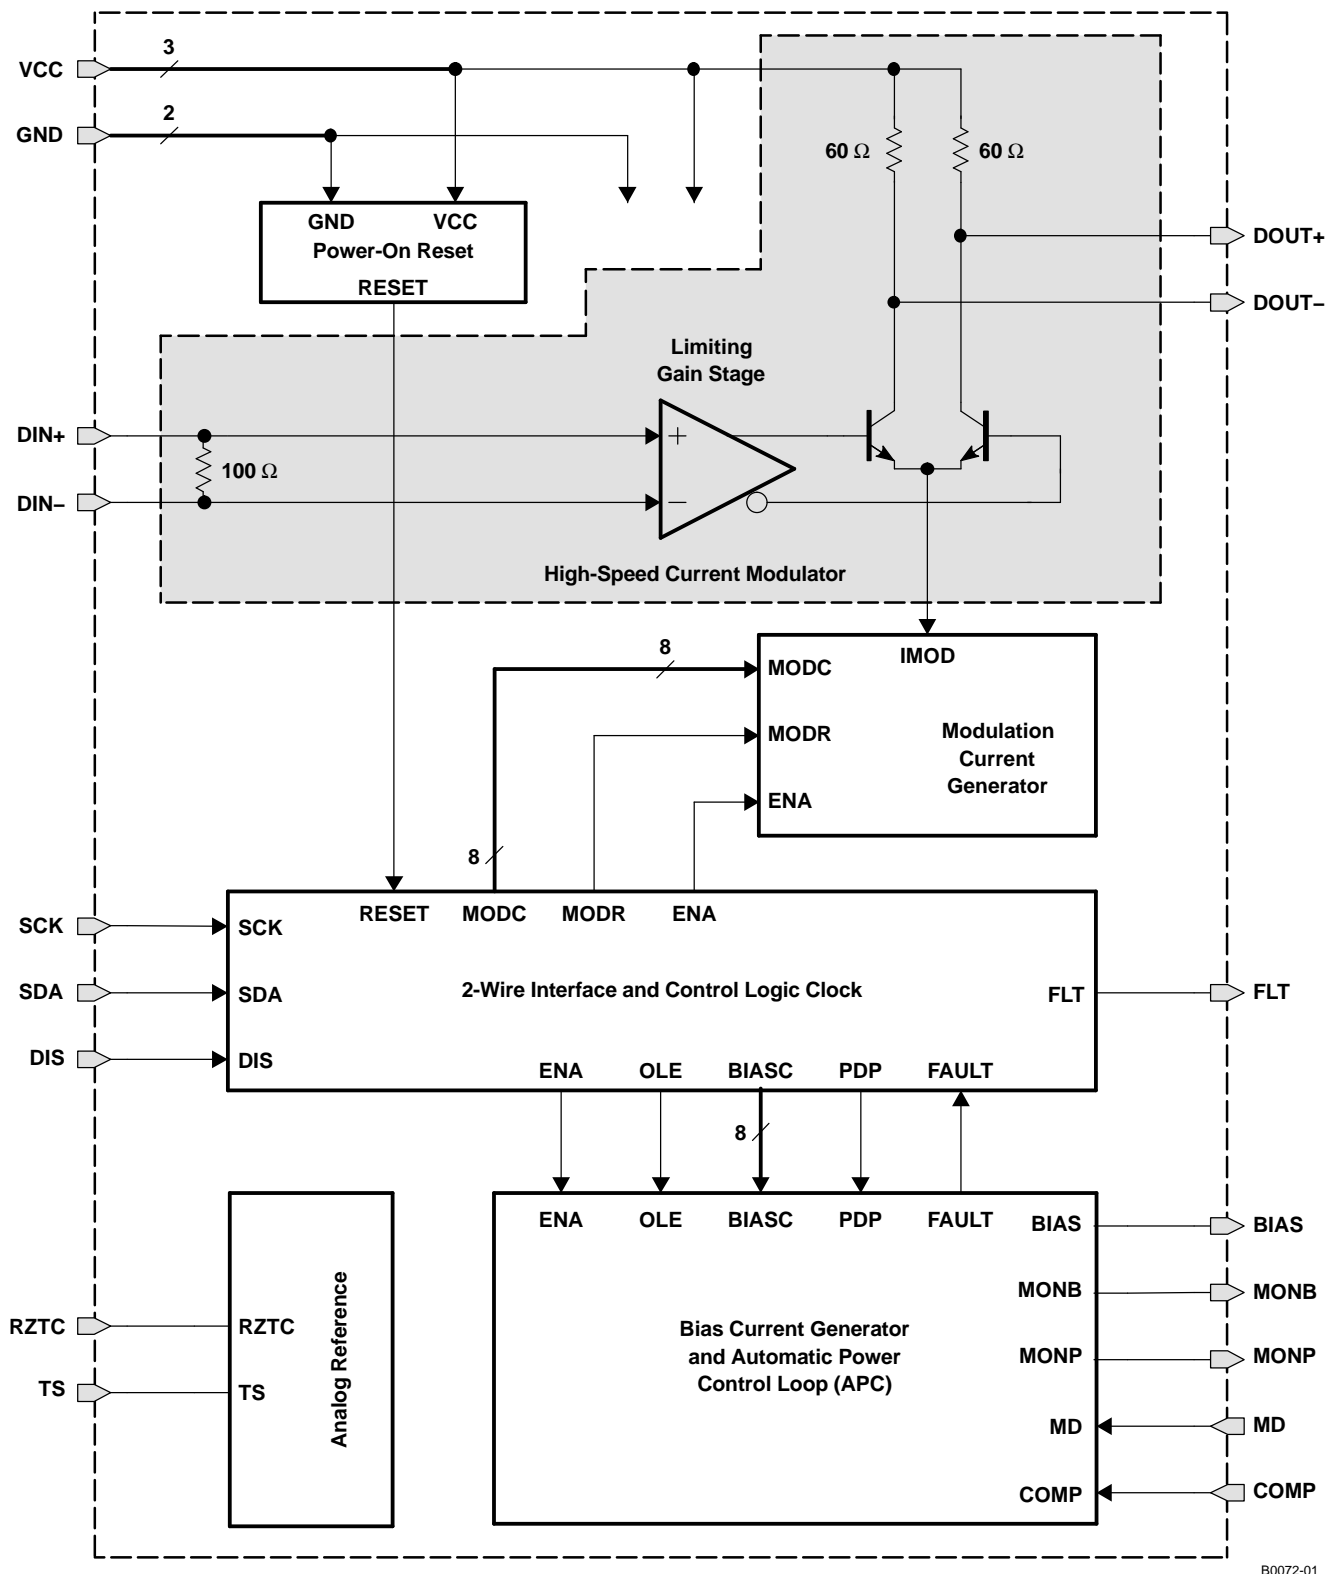 3
VCC
2
GND
60 Ω
60 Ω
GND
VCC
Power-On Reset
RESET
DOUT+
DOUT–
Limiting
Gain Stage
DIN+
+
100 Ω
DIN–
–
High-Speed Current Modulator
8
IMOD
MODC
MODR
Modulation
Current
Generator
ENA
8
RESET
MODC
MODR
ENA
SCK
SCK
SDA
SDA
2-Wire Interface and Control Logic Clock
FLT
FLT
DIS
DIS
ENA
OLE
BIASC
PDP
FAULT
8
ENA
OLE
BIASC
PDP
FAULT
BIAS
BIAS
MONB
MONB
RZTC
RZTC
Analog Reference
Bias Current Generator
and Automatic Power
Control Loop (APC)
MONP
MONP
TS
TS
MD
MD
COMP
COMP
B0072-01